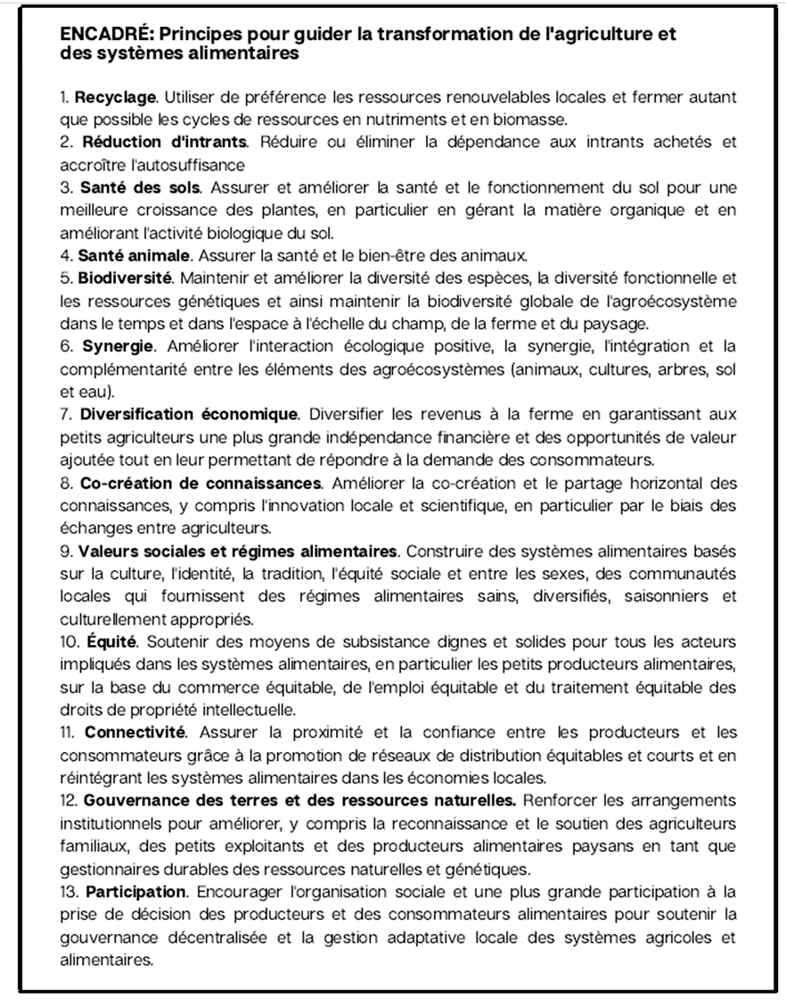 ENCADRÉ: Principes pour guider la transformation de l'agriculture et
des systèmes alimentaires
1. Recyclage. Utiliser de préférence les ressources renouvelables locales et fermer autant
que possible les cycles de ressources en nutriments et en biomasse.
2. Réduction d'intrants. Réduire ou éliminer la dépendance aux intrants achetés et
accroître l'autosuffisance
3. Santé des sols. Assurer et améliorer la santé et le fonctionnement du sol pour une
meilleure croissance des plantes, en particulier en gérant la matière organique et en
améliorant l'activité biologique du sol.
4. Santé animale. Assurer la santé et le bien-être des animaux.
5. Biodiversité. Maintenir et améliorer la diversité des espèces, la diversité fonctionnelle et
les ressources génétiques et ainsi maintenir la biodiversité globale de l'agroécosystème
dans le temps et dans l'espace à l'échelle du champ, de la ferme et du paysage.
6. Synergie. Améliorer l'interaction écologique positive, la synergie, l'intégration et la
complémentarité entre les éléments des agroécosystèmes (animaux, cultures, arbres, sol
et eau).
7. Diversification économique. Diversifier les revenus à la ferme en garantissant aux
petits agriculteurs une plus grande indépendance financière et des opportunités de valeur
ajoutée tout en leur permettant de répondre à la demande des consommateurs.
8. Co-création de connaissances. Améliorer la co-création et le partage horizontal des
connaissances, y compris l'innovation locale et scientifique, en particulier par le biais des
échanges entre agriculteurs.
9. Valeurs sociales et régimes alimentaires. Construire des systèmes alimentaires basés
sur la culture, l'identité, la tradition, l'équité sociale et entre les sexes, des communautés
locales qui fournissent des régimes alimentaires sains, diversifiés, saisonniers et
culturellement appropriés.
10. Équité. Soutenir des moyens de subsistance dignes et solides pour tous les acteurs
impliqués dans les systèmes alimentaires, en particulier les petits producteurs alimentaires,
sur la base du commerce équitable, de l'emploi équitable et du traitement équitable des
droits de propriété intellectuelle.
11. Connectivité. Assurer la proximité et la confiance entre les producteurs et les
consommateurs grâce à la promotion de réseaux de distribution équitables et courts et en
réintégrant les systèmes alimentaires dans les économies locales.
12. Gouvernance des terres et des ressources naturelles. Renforcer les arrangements
institutionnels pour améliorer, y compris la reconnaissance et le soutien des agriculteurs
familiaux, des petits exploitants et des producteurs alimentaires paysans en tant que
gestionnaires durables des ressources naturelles et génétiques.
13. Participation. Encourager l'organisation sociale et une plus grande participation à la
prise de décision des producteurs et des consommateurs alimentaires pour soutenir la
gouvernance décentralisée et la gestion adaptative locale des systèmes agricoles et
alimentaires.